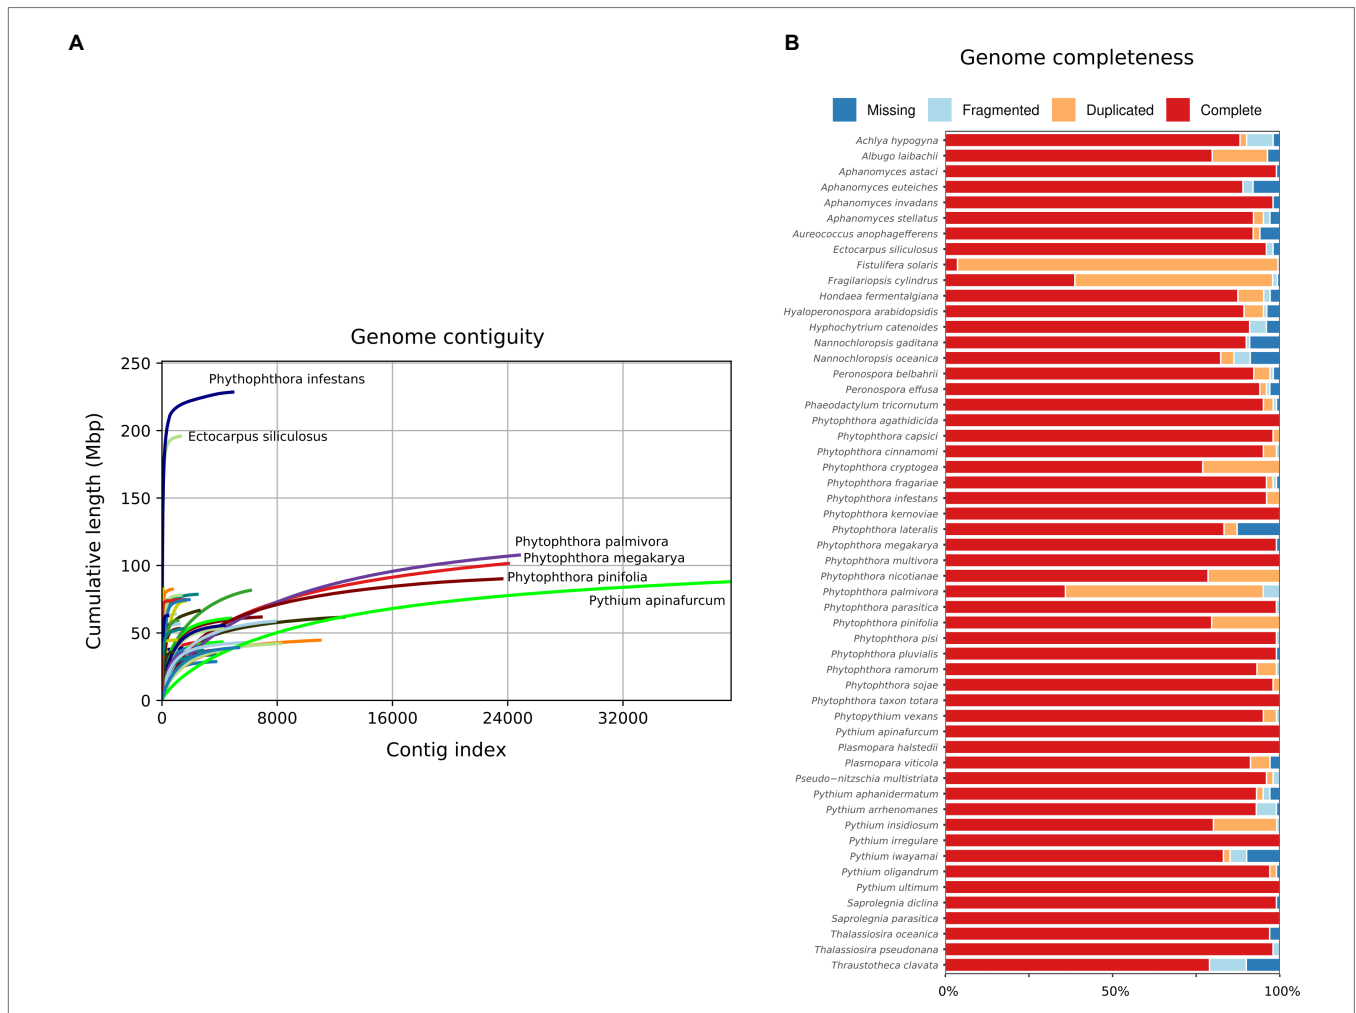 A
Genome contiguity
Cumulative length (Mbp)
250
200
150
100
50
0
Phythophthora infestans
Ectocarpus siliculosus
Phytophthora palmivora
Phytophthora megakarya
Phytophthora pinifolia
Pythium apinafurcum
0 8000 16000 24000 32000
Contig index
B
Genome completeness
Missing Fragmented Duplicated Complete
Achlya hypogyna
Albugo laibachii
Aphanomyces astaci
Aphanomyces euteiches
Aphanomyces invadans
Aphanomyces stellatus
Aureococcus anophagefferens
Ectocarpus siliculosus
Fistulifera solaris
Fragilariopsis cylindrus
Hondaea fermentalgiana
Hyaloperonospora arabidopsidis
Hyphochytrium catenoides
Nannochloropsis gaditana
Nannochloropsis oceanica
Peronospora belbahrii
Peronospora effusa
Phaeodactylum tricornutum
Phytophthora agathidicida
Phytophthora capsici
Phytophthora cinnamomi
Phytophthora cryptogea
Phytophthora fragariae
Phytophthora infestans
Phytophthora kernoviae
Phytophthora lateralis
Phytophthora megakarya
Phytophthora multivora
Phytophthora nicotianae
Phytophthora palmivora
Phytophthora parasitica
Phytophthora pinifolia
Phytophthora pisi
Phytophthora pluvialis
Phytophthora ramorum
Phytophthora sojae
Phytophthora taxon totara
Phytopythium vexans
Pythium apinafurcum
Plasmopara halstedii
Plasmopara viticola
Pseudo−nitzschia multistriata
Pythium aphanidermatum
Pythium arrhenomanes
Pythium insidiosum
Pythium irregulare
Pythium iwayamai
Pythium oligandrum
Pythium ultimum
Saprolegnia diclina
Saprolegnia parasitica
Thalassiosira oceanica
Thalassiosira pseudonana
Thraustotheca clavata
0% 50% 100%